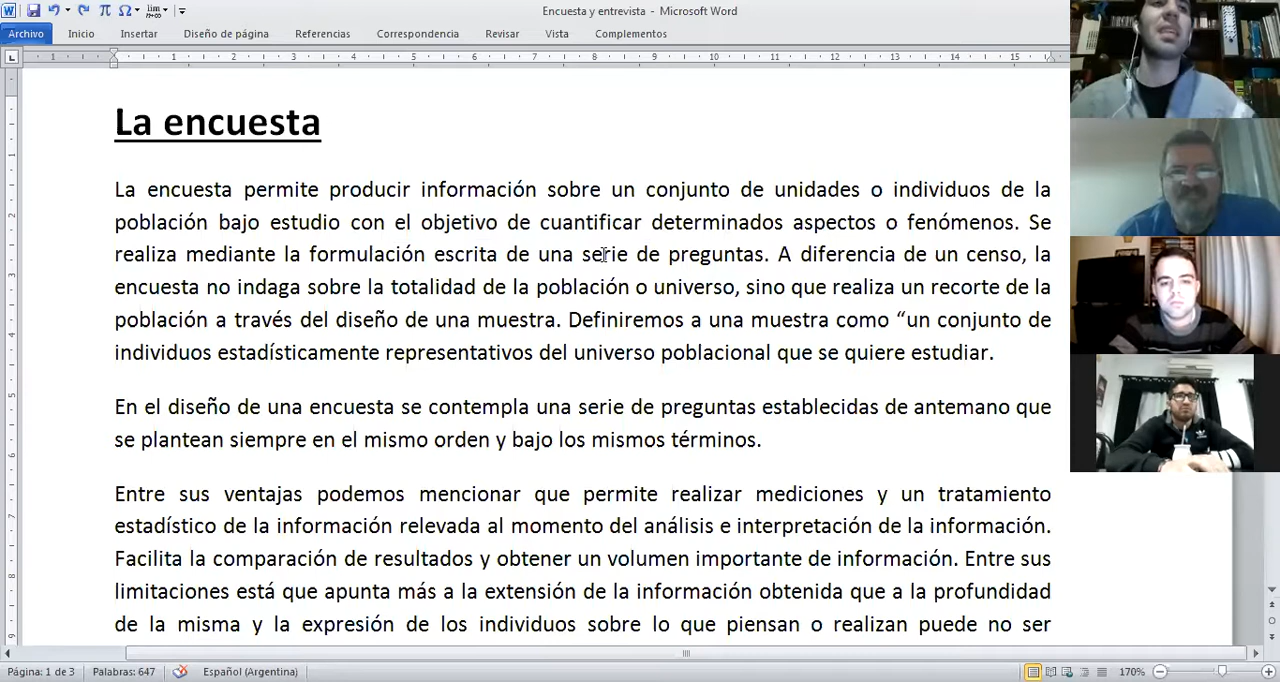 Encuesta y entrevista - Microsoft Word
Archivo Inicio Insertar Diseño de página Referencias Correspondencia Revisar Vista Complementos
La encuesta
La encuesta permite producir información sobre un conjunto de unidades o individuos de la
población bajo estudio con el objetivo de cuantificar determinados aspectos o fenómenos. Se
realiza mediante la formulación escrita de una serie de preguntas. A diferencia de un censo, la
encuesta no indaga sobre la totalidad de la población o universo, sino que realiza un recorte de la
población a través del diseño de una muestra. Definiremos a una muestra como “un conjunto de
individuos estadísticamente representativos del universo poblacional que se quiere estudiar.
En el diseño de una encuesta se contempla una serie de preguntas establecidas de antemano que
se plantean siempre en el mismo orden y bajo los mismos términos.
Entre sus ventajas podemos mencionar que permite realizar mediciones y un tratamiento
estadístico de la información relevada al momento del análisis e interpretación de la información.
Facilita la comparación de resultados y obtener un volumen importante de información. Entre sus
limitaciones está que apunta más a la extensión de la información obtenida que a la profundidad
de la misma y la expresión de los individuos sobre lo que piensan o realizan puede no ser
Página: 1 de 3 Palabras: 647 Español (Argentina) 170%